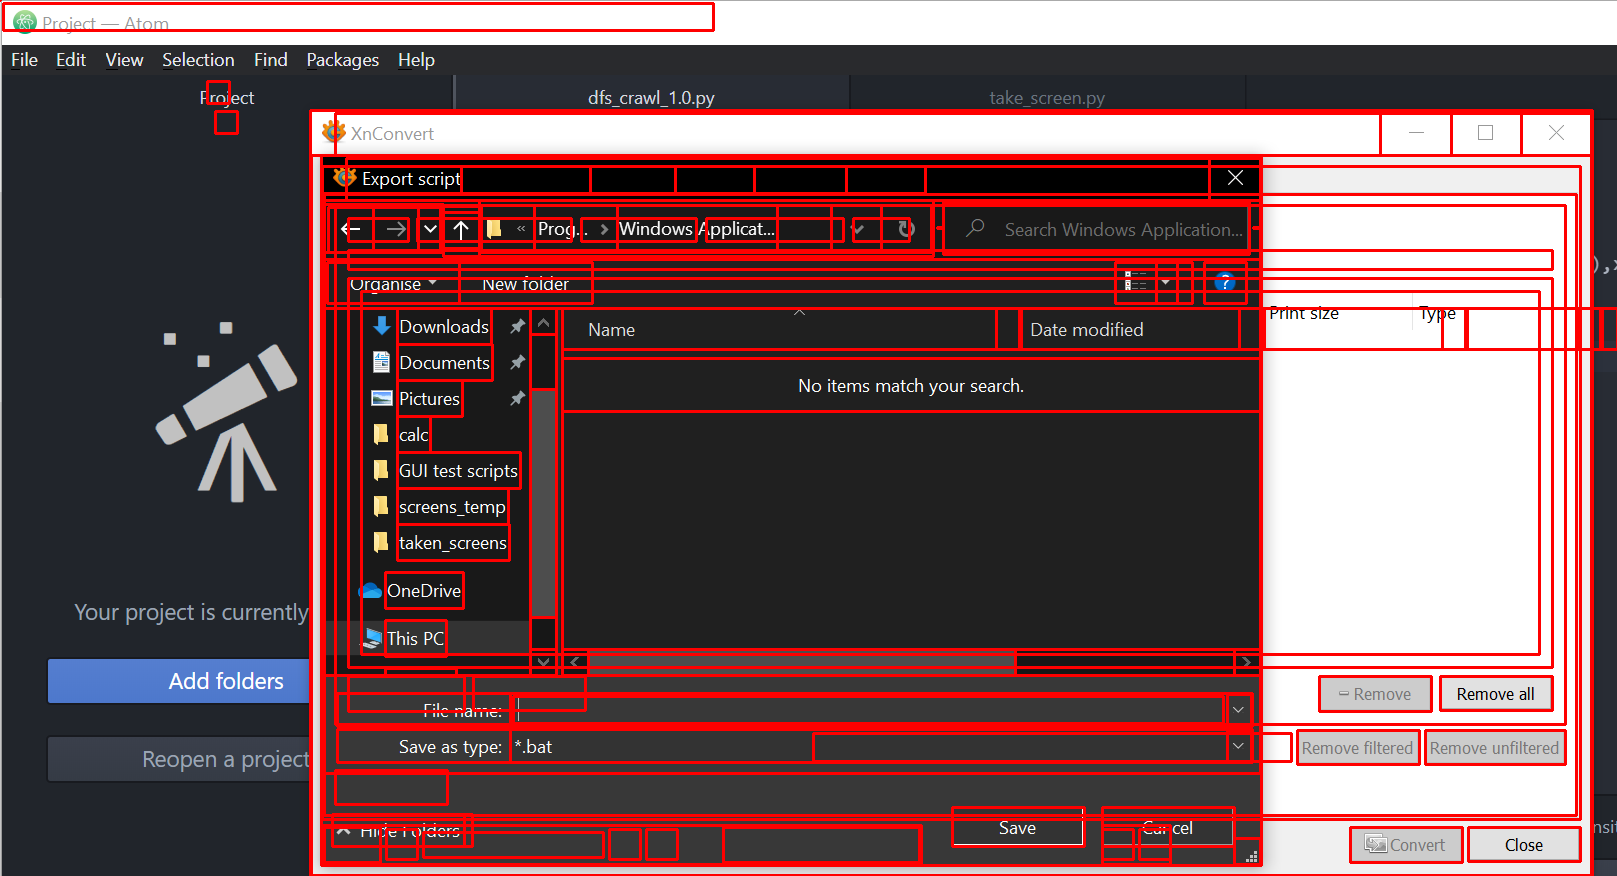 Project — Atom
File Edit View Selection Find Packages Help
Project dfs_crawl_1.0.py take_screen.py
XnConvert
Export script
« Prog... Windows Applicat... Search Windows Application...
Organise New folder
Print size Type
Name Date modified
Downloads
Documents
Pictures
calc
GUI test scripts
screens_temp
taken_screens
OneDrive
This PC
No items match your search.
Your project is currently
Add folders
Reopen a project
Remove Remove all
File name:
Save as type: *.bat
Remove filtered Remove unfiltered
Hide Folders Save Cancel
Convert Close